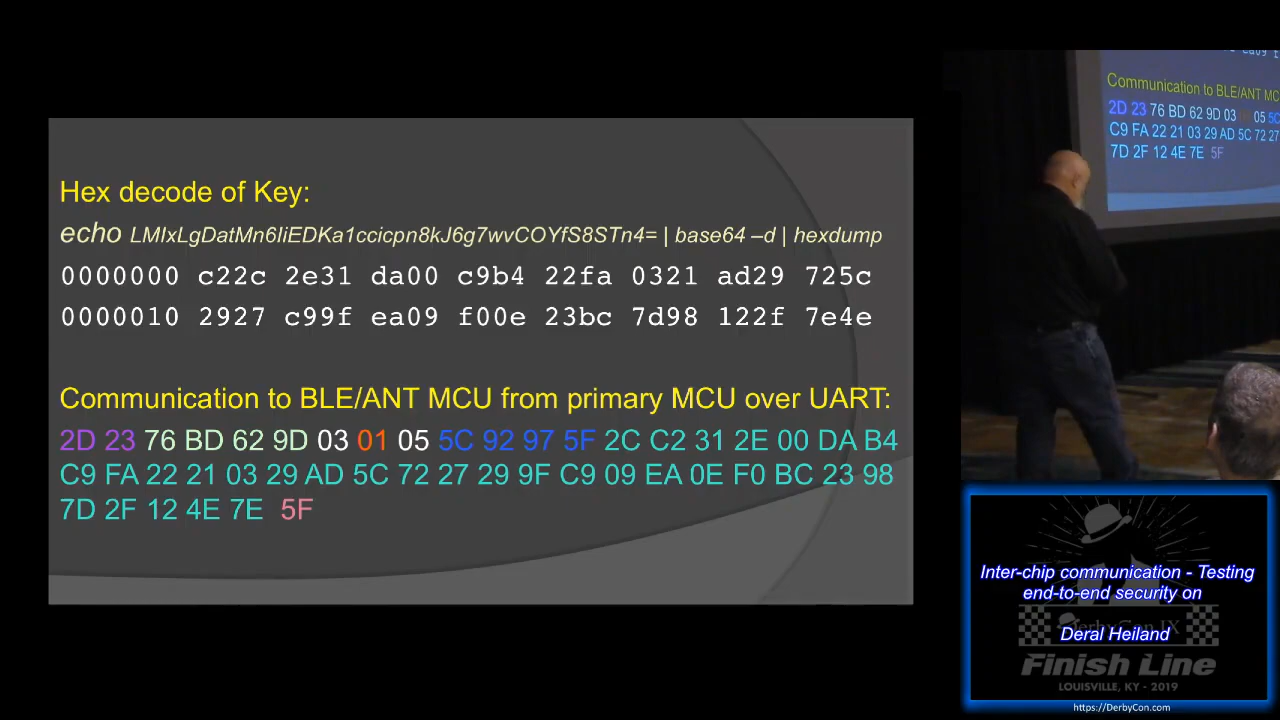 Hex decode of Key:
echo LMIxLgDatMn6IiEDKa1ccicpn8kJ6g7wvCOYfS8STn4= | base64 –d | hexdump
0000000 c22c 2e31 da00 c9b4 22fa 0321 ad29 725c
0000010 2927 c99f ea09 f00e 23bc 7d98 122f 7e4e
Communication to BLE/ANT MCU from primary MCU over UART:
2D 23 76 BD 62 9D 03 01 05 5C 92 97 5F 2C C2 31 2E 00 DA B4
C9 FA 22 21 03 29 AD 5C 72 27 29 9F C9 09 EA 0E F0 BC 23 98
7D 2F 12 4E 7E 5F
Communication to BLE/ANT MC
2D 23 76 BD 62 9D 03 05 5C
C9 FA 22 21 03 29 AD 5C 72 27
7D 2F 12 4E 7E 5F
Inter-chip communication - Testing
end-to-end security on
DerbyCon IX
Deral Heiland
Finish Line
LOUISVILLE, KY - 2019
https://DerbyCon.com